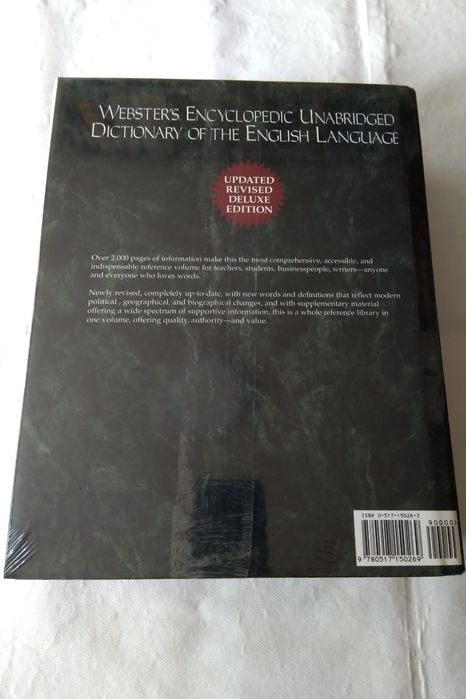 WEBSTER'S ENCYCLOPEDIC UNABRIDGED
DICTIONARY OF THE ENGLISH LANGUAGE
UPDATED
REVISED
DELUXE
EDITION
Over 2,000 pages of information make this the most comprehensive, accessible, and
indispensable reference volume for teachers, students, businesspeople, writers—anyone
and everyone who loves words.
Newly revised, completely up-to-date, with new words and definitions that reflect modern
political , geographical, and biographical changes, and with supplementary material
offering a wide spectrum of supportive information, this is a whole reference library in
one volume, offering quality, authority—and value.
ISBN 0-517-15026-3
90000
9 780517 150269